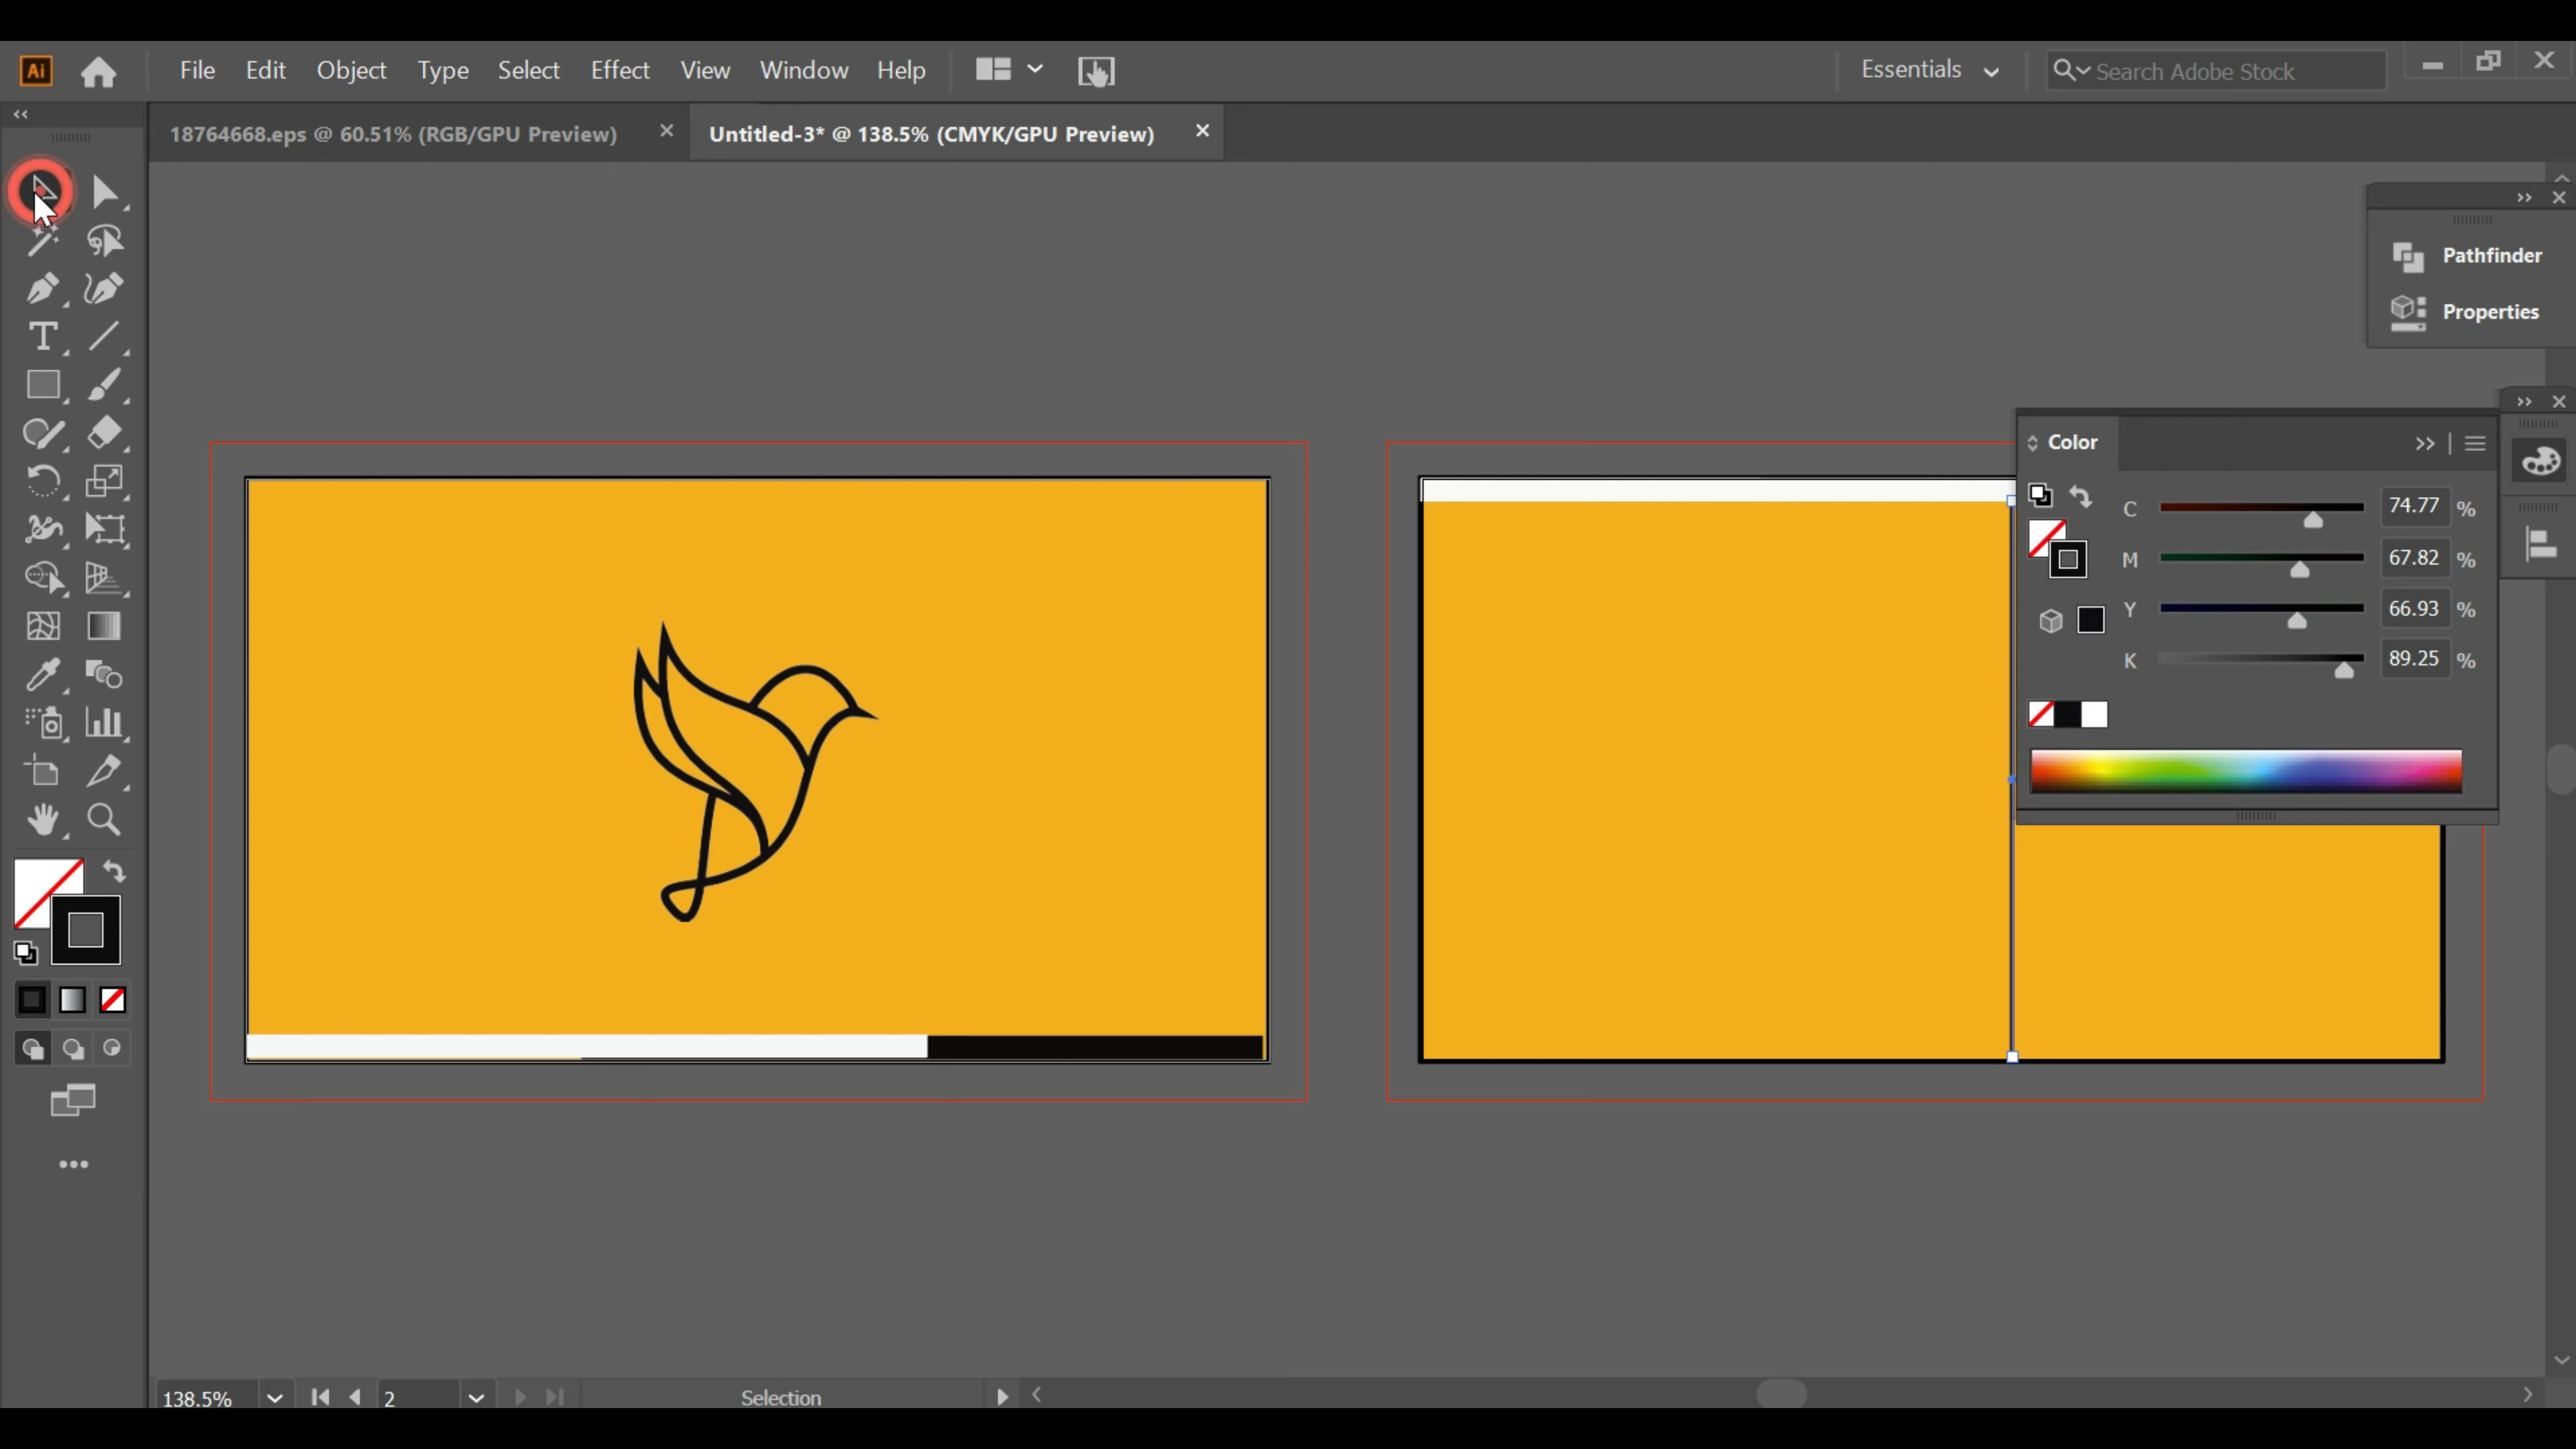 Ai File Edit Object Type Select Effect View Window Help Essentials Search Adobe Stock
18764668.eps @ 60.51% (RGB/GPU Preview) Untitled-3* @ 138.5% (CMYK/GPU Preview)
Pathfinder
Properties
Color
C 74.77 %
M 67.82 %
Y 66.93 %
K 89.25 %
138.5% 2 Selection